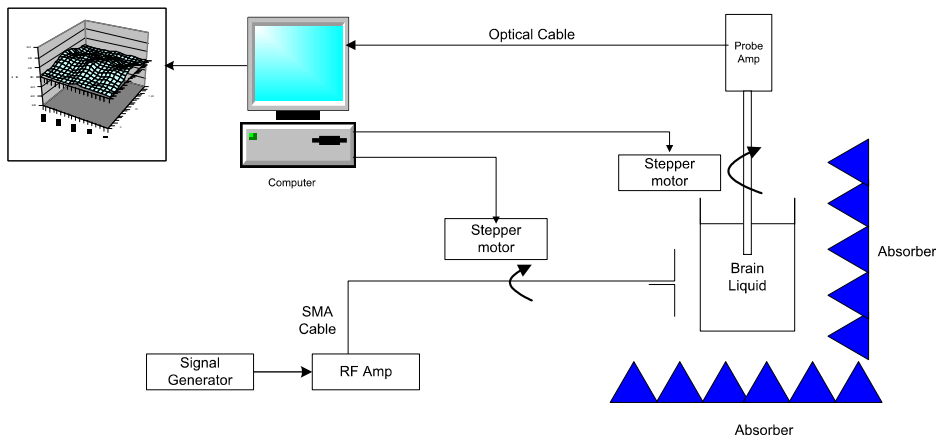 Optical Cable
Probe
Amp
Computer
Stepper
motor
Stepper
motor
Absorber
Brain
Liquid
SMA
Cable
Signal
Generator
RF Amp
Absorber